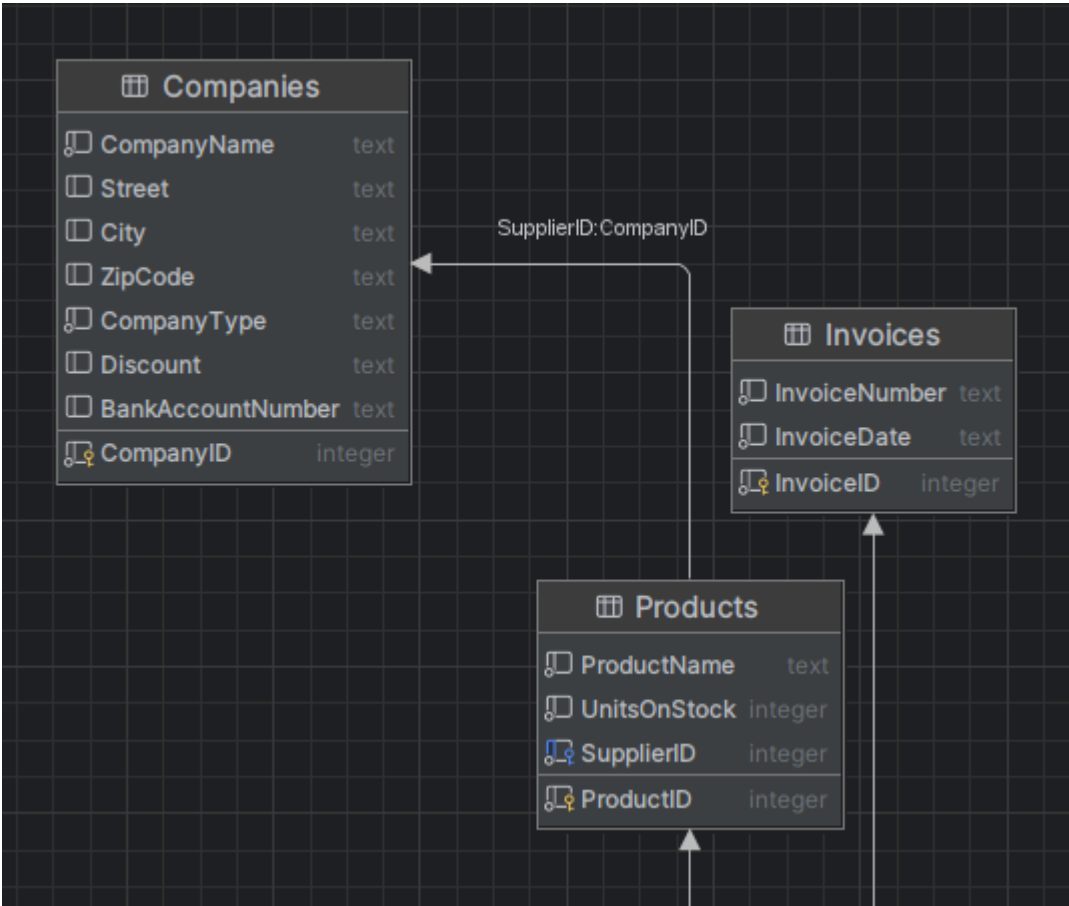 Companies
CompanyName text
Street text
City text
ZipCode text
CompanyType text
Discount text
BankAccountNumber text
CompanyID integer
SupplierID:CompanyID
Invoices
InvoiceNumber text
InvoiceDate text
InvoiceID integer
Products
ProductName text
UnitsOnStock integer
SupplierID integer
ProductID integer